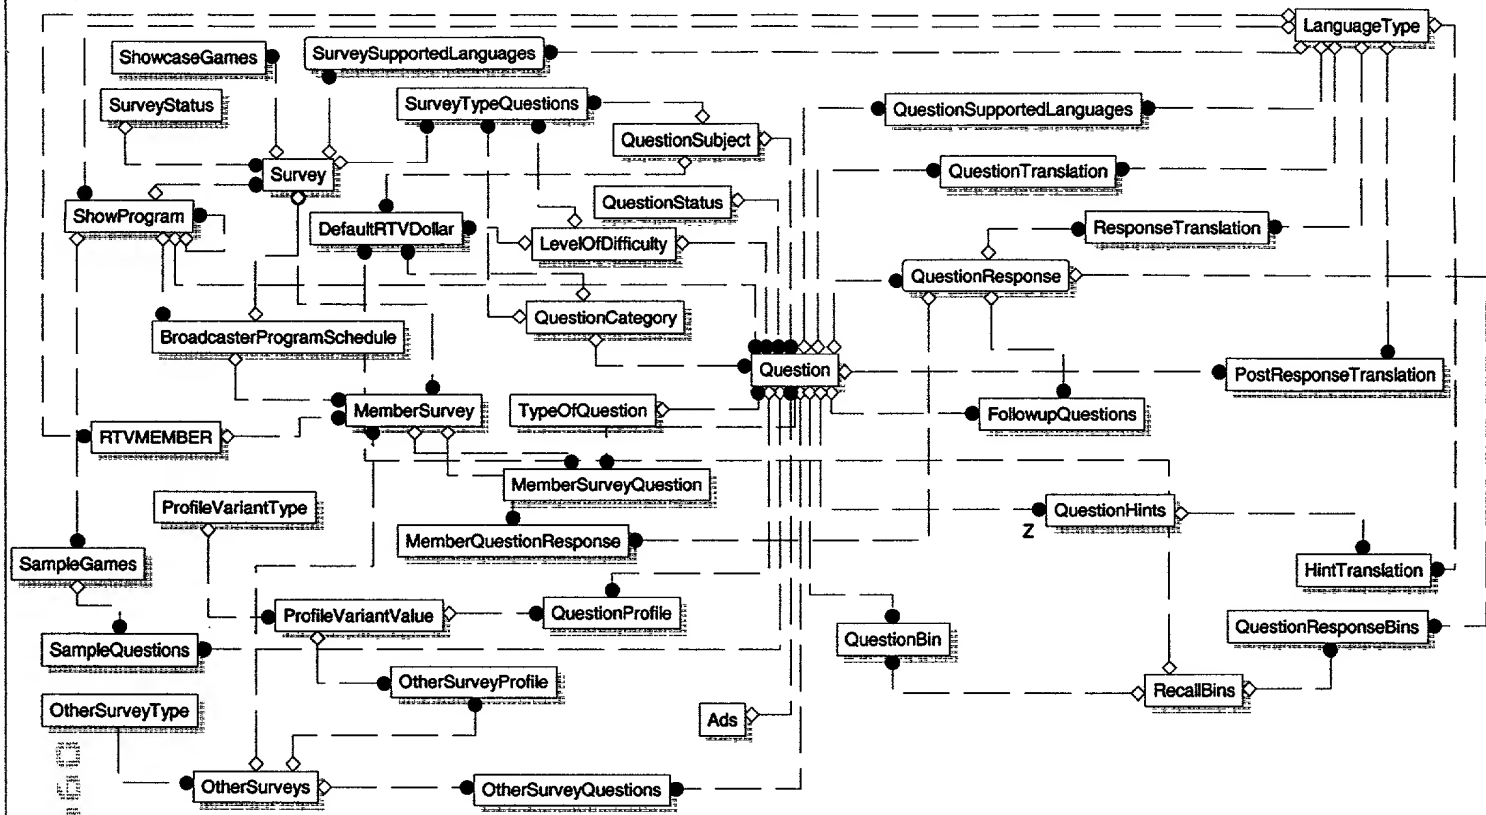 LanguageType
ShowcaseGames
SurveySupportedLanguages
SurveyStatus
SurveyTypeQuestions
QuestionSupportedLanguages
QuestionSubject
Survey
QuestionTranslation
QuestionStatus
ShowProgram
DefaultRTVDollar
LevelOfDifficulty
ResponseTranslation
QuestionResponse
QuestionCategory
BroadcasterProgramSchedule
Question
PostResponseTranslation
MemberSurvey
TypeOfQuestion
FollowupQuestions
RTVMEMBER
MemberSurveyQuestion
ProfileVariantType
QuestionHints
Z
MemberQuestionResponse
SampleGames
HintTranslation
ProfileVariantValue
QuestionProfile
QuestionResponseBins
QuestionBin
SampleQuestions
OtherSurveyProfile
RecallBins
OtherSurveyType
Ads
OtherSurveys
OtherSurveyQuestions